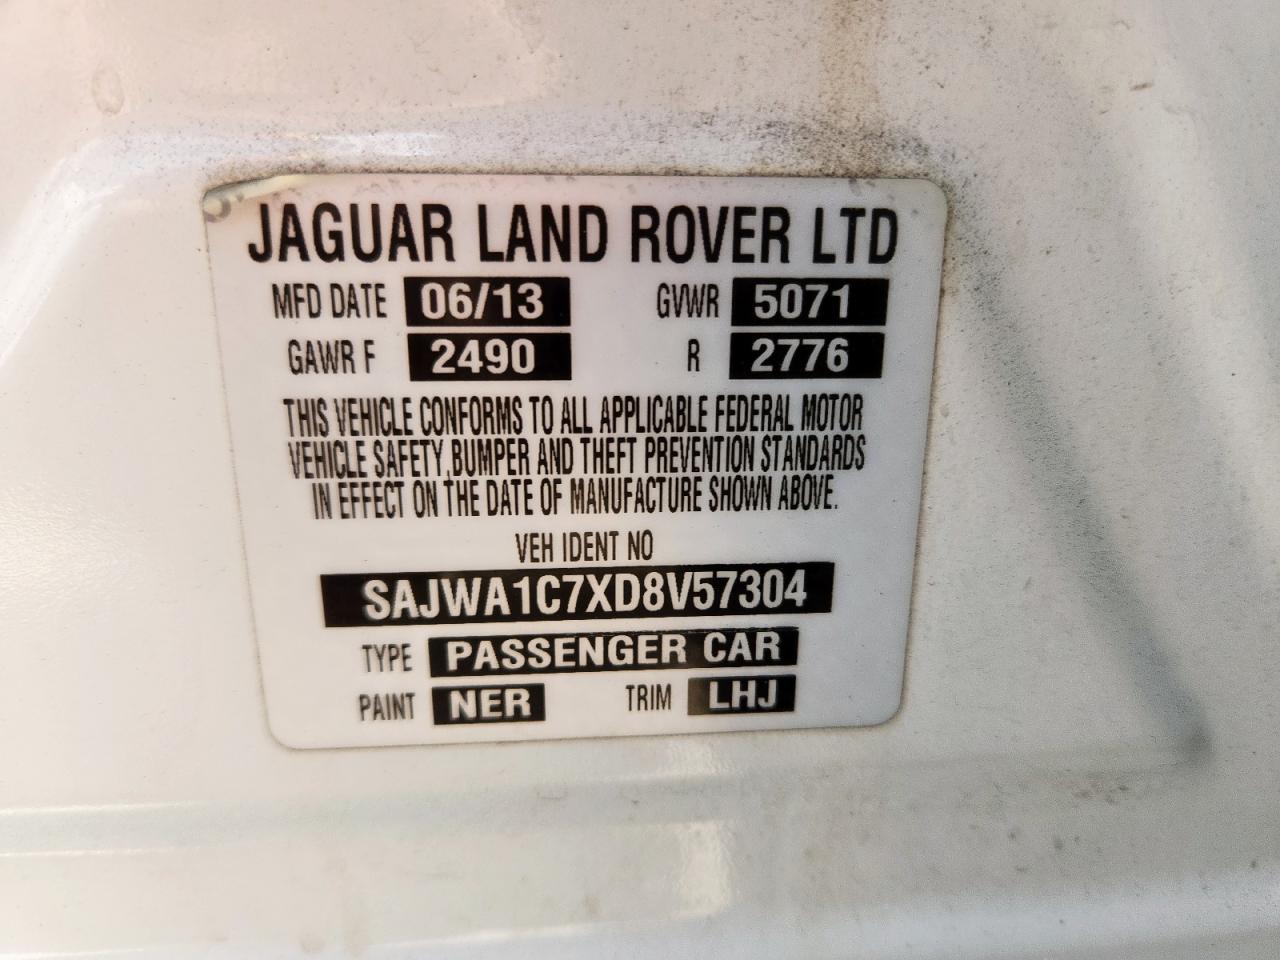 JAGUAR LAND ROVER LTD
MFD DATE 06/13 GVWR 5071
GAWR F 2490 R 2776
THIS VEHICLE CONFORMS TO ALL APPLICABLE FEDERAL MOTOR
VEHICLE SAFETY, BUMPER AND THEFT PREVENTION STANDARDS
IN EFFECT ON THE DATE OF MANUFACTURE SHOWN ABOVE.
VEH IDENT NO
SAJWA1C7XD8V57304
TYPE PASSENGER CAR
PAINT NER TRIM LHJ